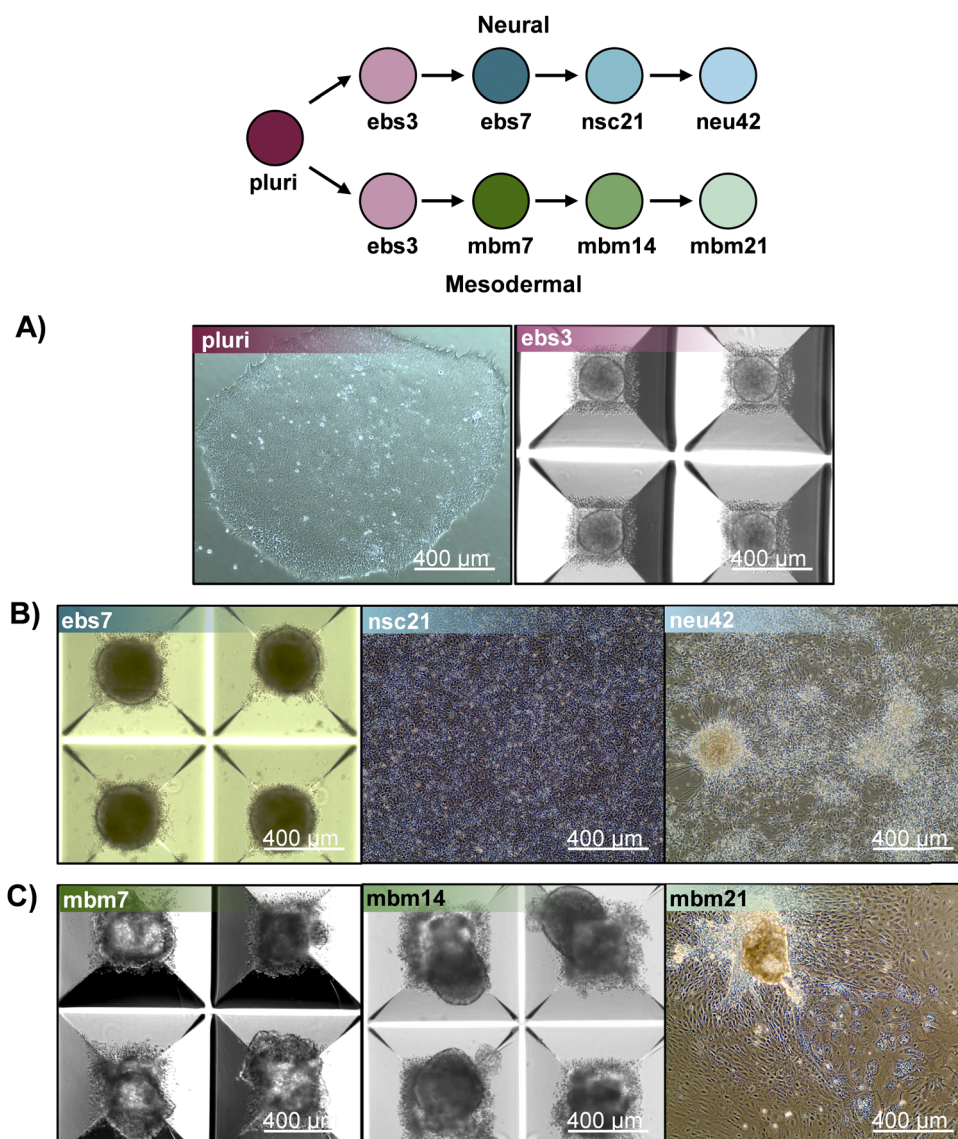 Neural
ebs3 ebs7 nsc21 neu42
pluri
ebs3 mbm7 mbm14 mbm21
Mesodermal
A)
pluri ebs3
400 µm 400 µm
B)
ebs7 nsc21 neu42
400 µm 400 µm 400 µm
C)
mbm7 mbm14 mbm21
400 µm 400 µm 400 µm